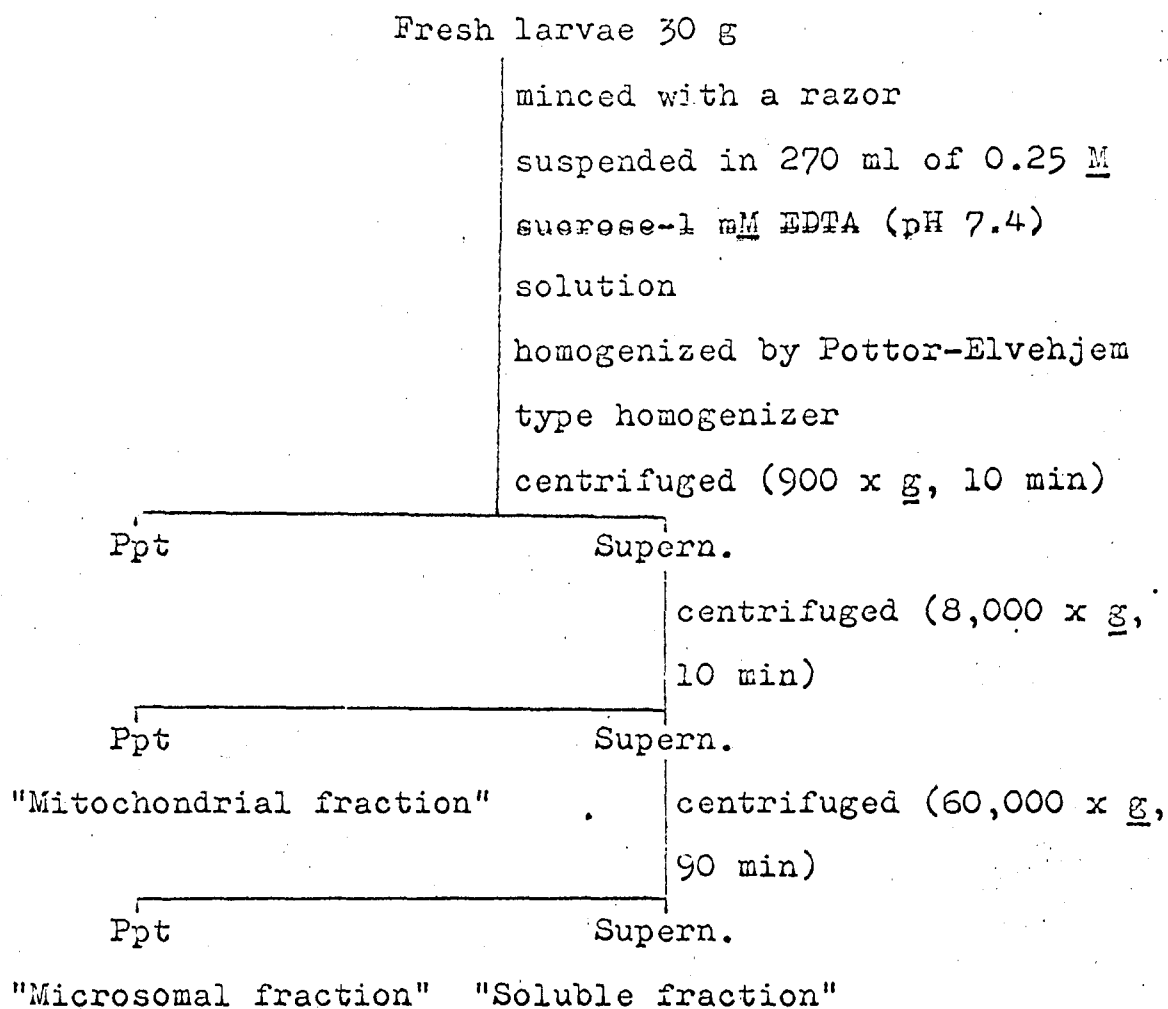 Fresh larvae 30 g
minced with a razor
suspended in 270 ml of 0.25 M
sucrose-1 mM EDTA (pH 7.4)
solution
homogenized by Pottor-Elvehjem
type homogenizer
centrifuged (900 x g, 10 min)
Ppt Supern.
centrifuged (8,000 x g,
10 min)
Ppt Supern.
"Mitochondrial fraction" centrifuged (60,000 x g,
90 min)
Ppt Supern.
"Microsomal fraction" "Soluble fraction"